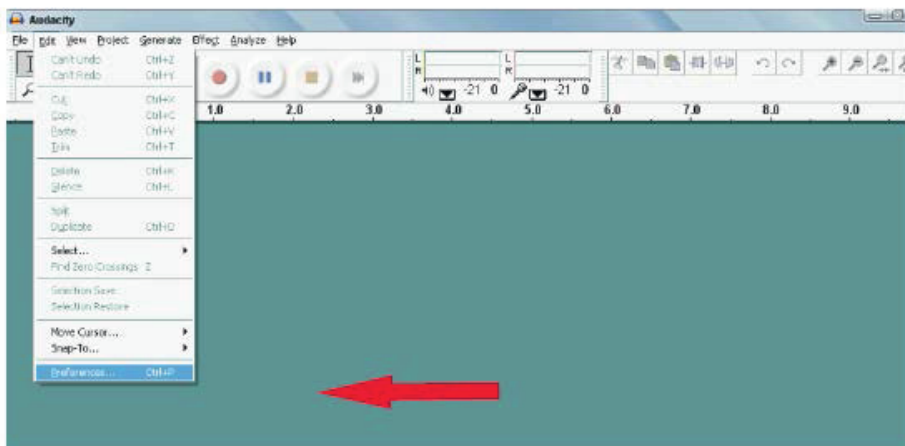 Audacity
File Edit View Project Generate Effect Analyze Help
Can't Undo Ctrl+Z
Can't Redo Ctrl+Y
Cut Ctrl+X
Copy Ctrl+C
Paste Ctrl+V
Trim Ctrl+T
Delete Ctrl+K
Silence Ctrl+L
Split
Duplicate Ctrl+D
Select...
Find Zero Crossings Z
Selection Save
Selection Restore
Move Cursor...
Snap-To...
Preferences... Ctrl+P
L
R
-21 0
L
R
-21 0
1.0 2.0 3.0 4.0 5.0 6.0 7.0 8.0 9.0